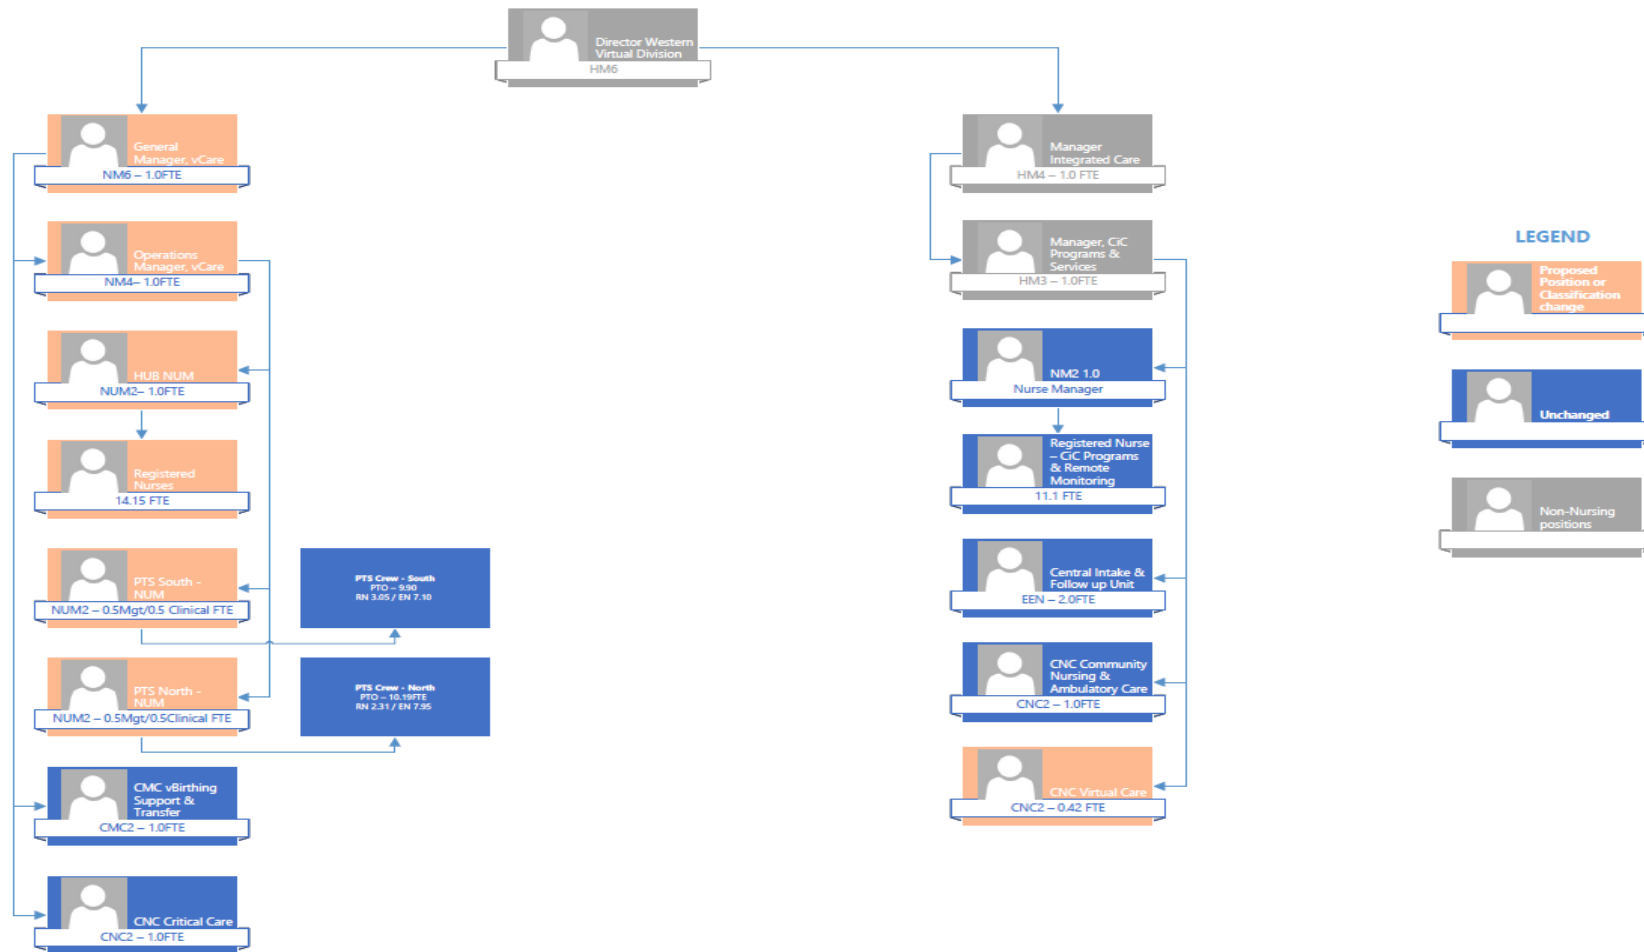 Director Western
Virtual Division
HM6
General
Manager, vCare
NM6 – 1.0FTE
Operations
Manager, vCare
NM4– 1.0FTE
HUB NUM
NUM2– 1.0FTE
Registered
Nurses
14.15 FTE
PTS South -
NUM
NUM2 – 0.5Mgt/0.5 Clinical FTE
PTS Crew - South
PTO – 9.90
RN 3.05 / EN 7.10
PTS North -
NUM
NUM2 – 0.5Mgt/0.5Clinical FTE
PTS Crew - North
PTO – 10.19FTE
RN 2.31 / EN 7.95
CMC vBirthing
Support &
Transfer
CMC2 – 1.0FTE
CNC Critical Care
CNC2 – 1.0FTE
Manager
Integrated Care
HM4 – 1.0 FTE
Manager, CiC
Programs &
Services
HM3 – 1.0FTE
NM2 1.0
Nurse Manager
Registered Nurse
– CiC Programs
& Remote
Monitoring
11.1 FTE
Central Intake &
Follow up Unit
EEN – 2.0FTE
CNC Community
Nursing &
Ambulatory Care
CNC2 – 1.0FTE
CNC Virtual Care
CNC2 – 0.42 FTE
LEGEND
Proposed
Position or
Classification
change
Unchanged
Non-Nursing
positions